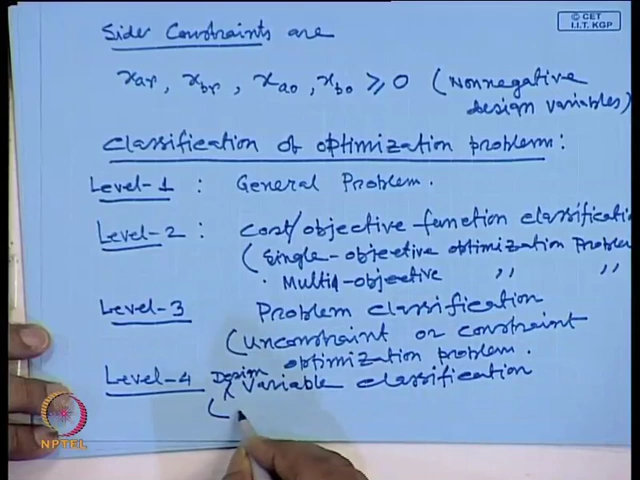 © CET
I.I.T. KGP
Side Constraints are
xar, xbr, xao, xbo ≥ 0 (Nonnegative
design variables)
Classification of optimization problem:
Level-1 : General Problem.
Level-2 : Cost/objective function classificati
(Single-objective optimization Proble
Multi-objective " "
Level-3 Problem classification
(Unconstraint or constraint
optimization problem.
Level-4 Design Variable classification
(
NPTEL